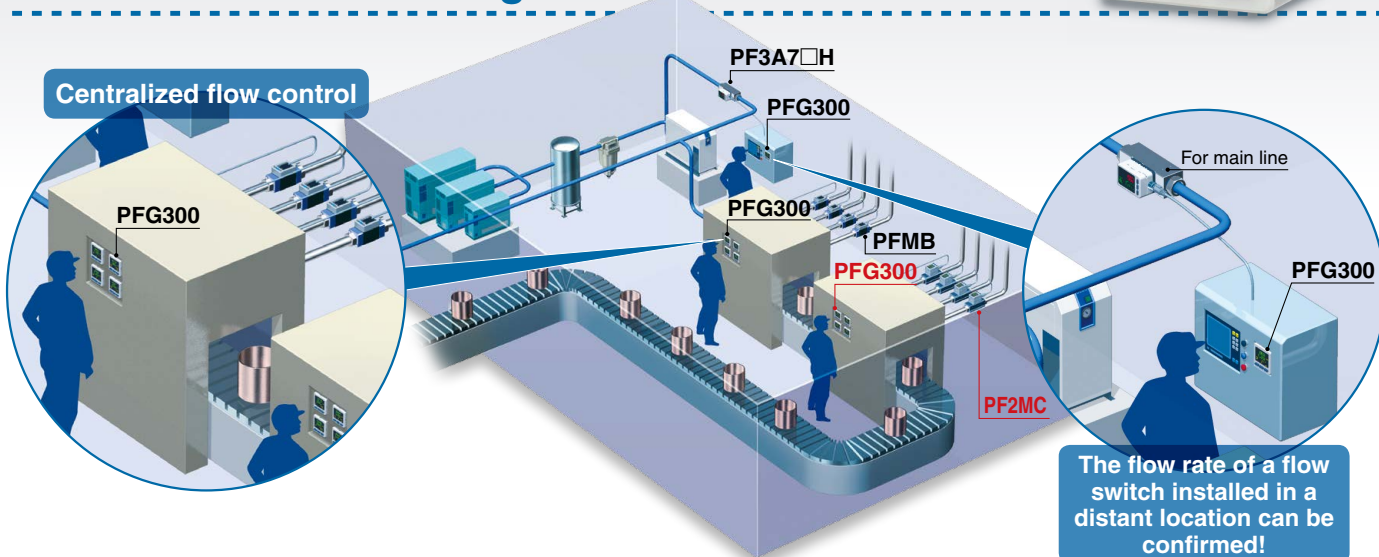 Centralized flow control
PFG300
PF3A7□H
PFG300
PFG300
PFMB
PFG300
PF2MC
For main line
PFG300
The flow rate of a flow
switch installed in a
distant location can be
confirmed!